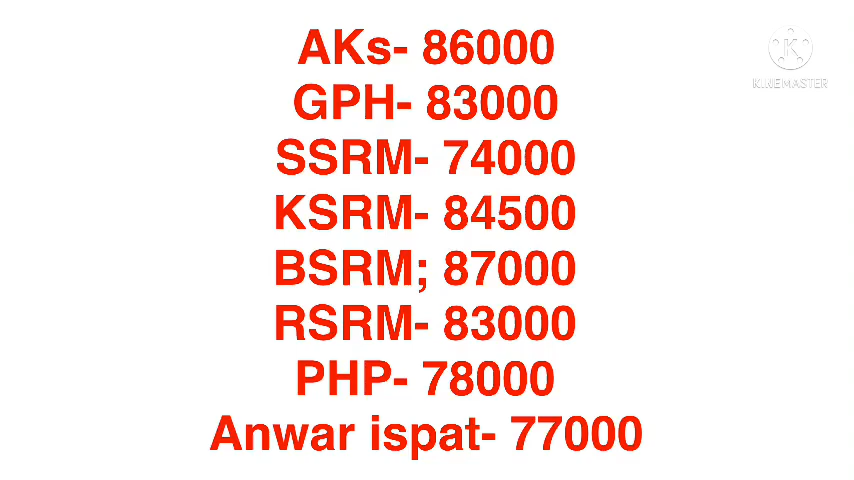 AKs- 86000
GPH- 83000
SSRM- 74000
KSRM- 84500
BSRM; 87000
RSRM- 83000
PHP- 78000
Anwar ispat- 77000
K
KINEMASTER